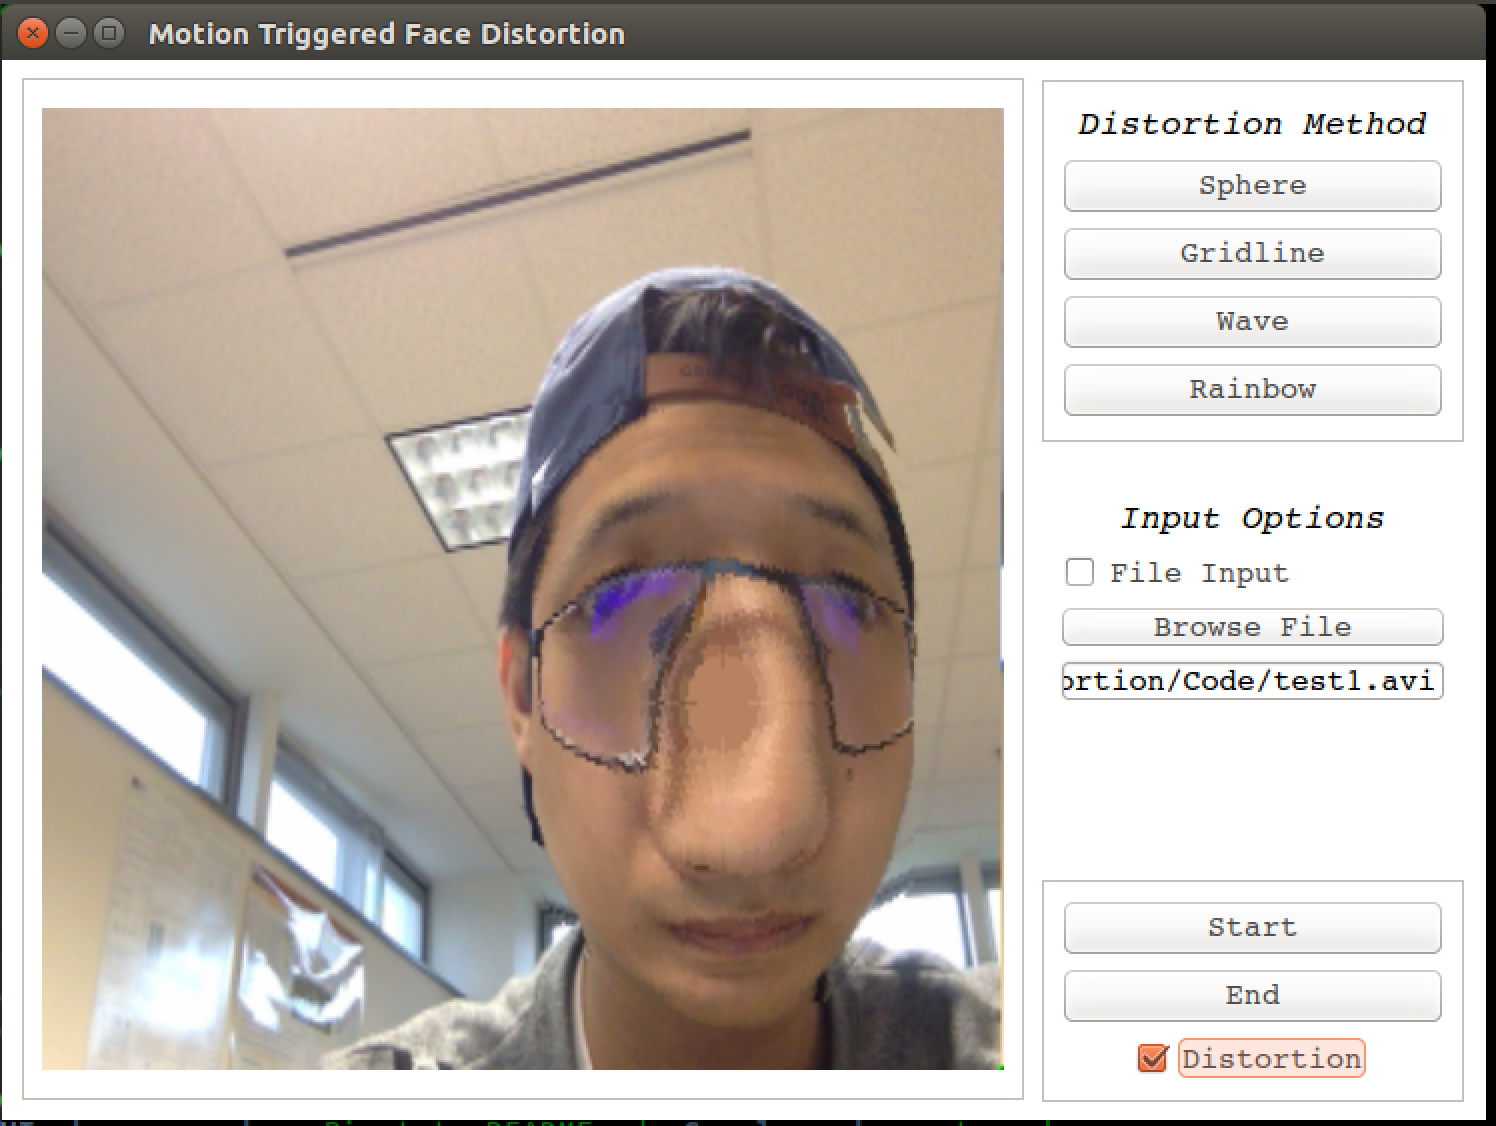 Motion Triggered Face Distortion
Distortion Method
Sphere
Gridline
Wave
Rainbow
Input Options
File Input
Browse File
ortion/Code/test1.avi
Start
End
Distortion